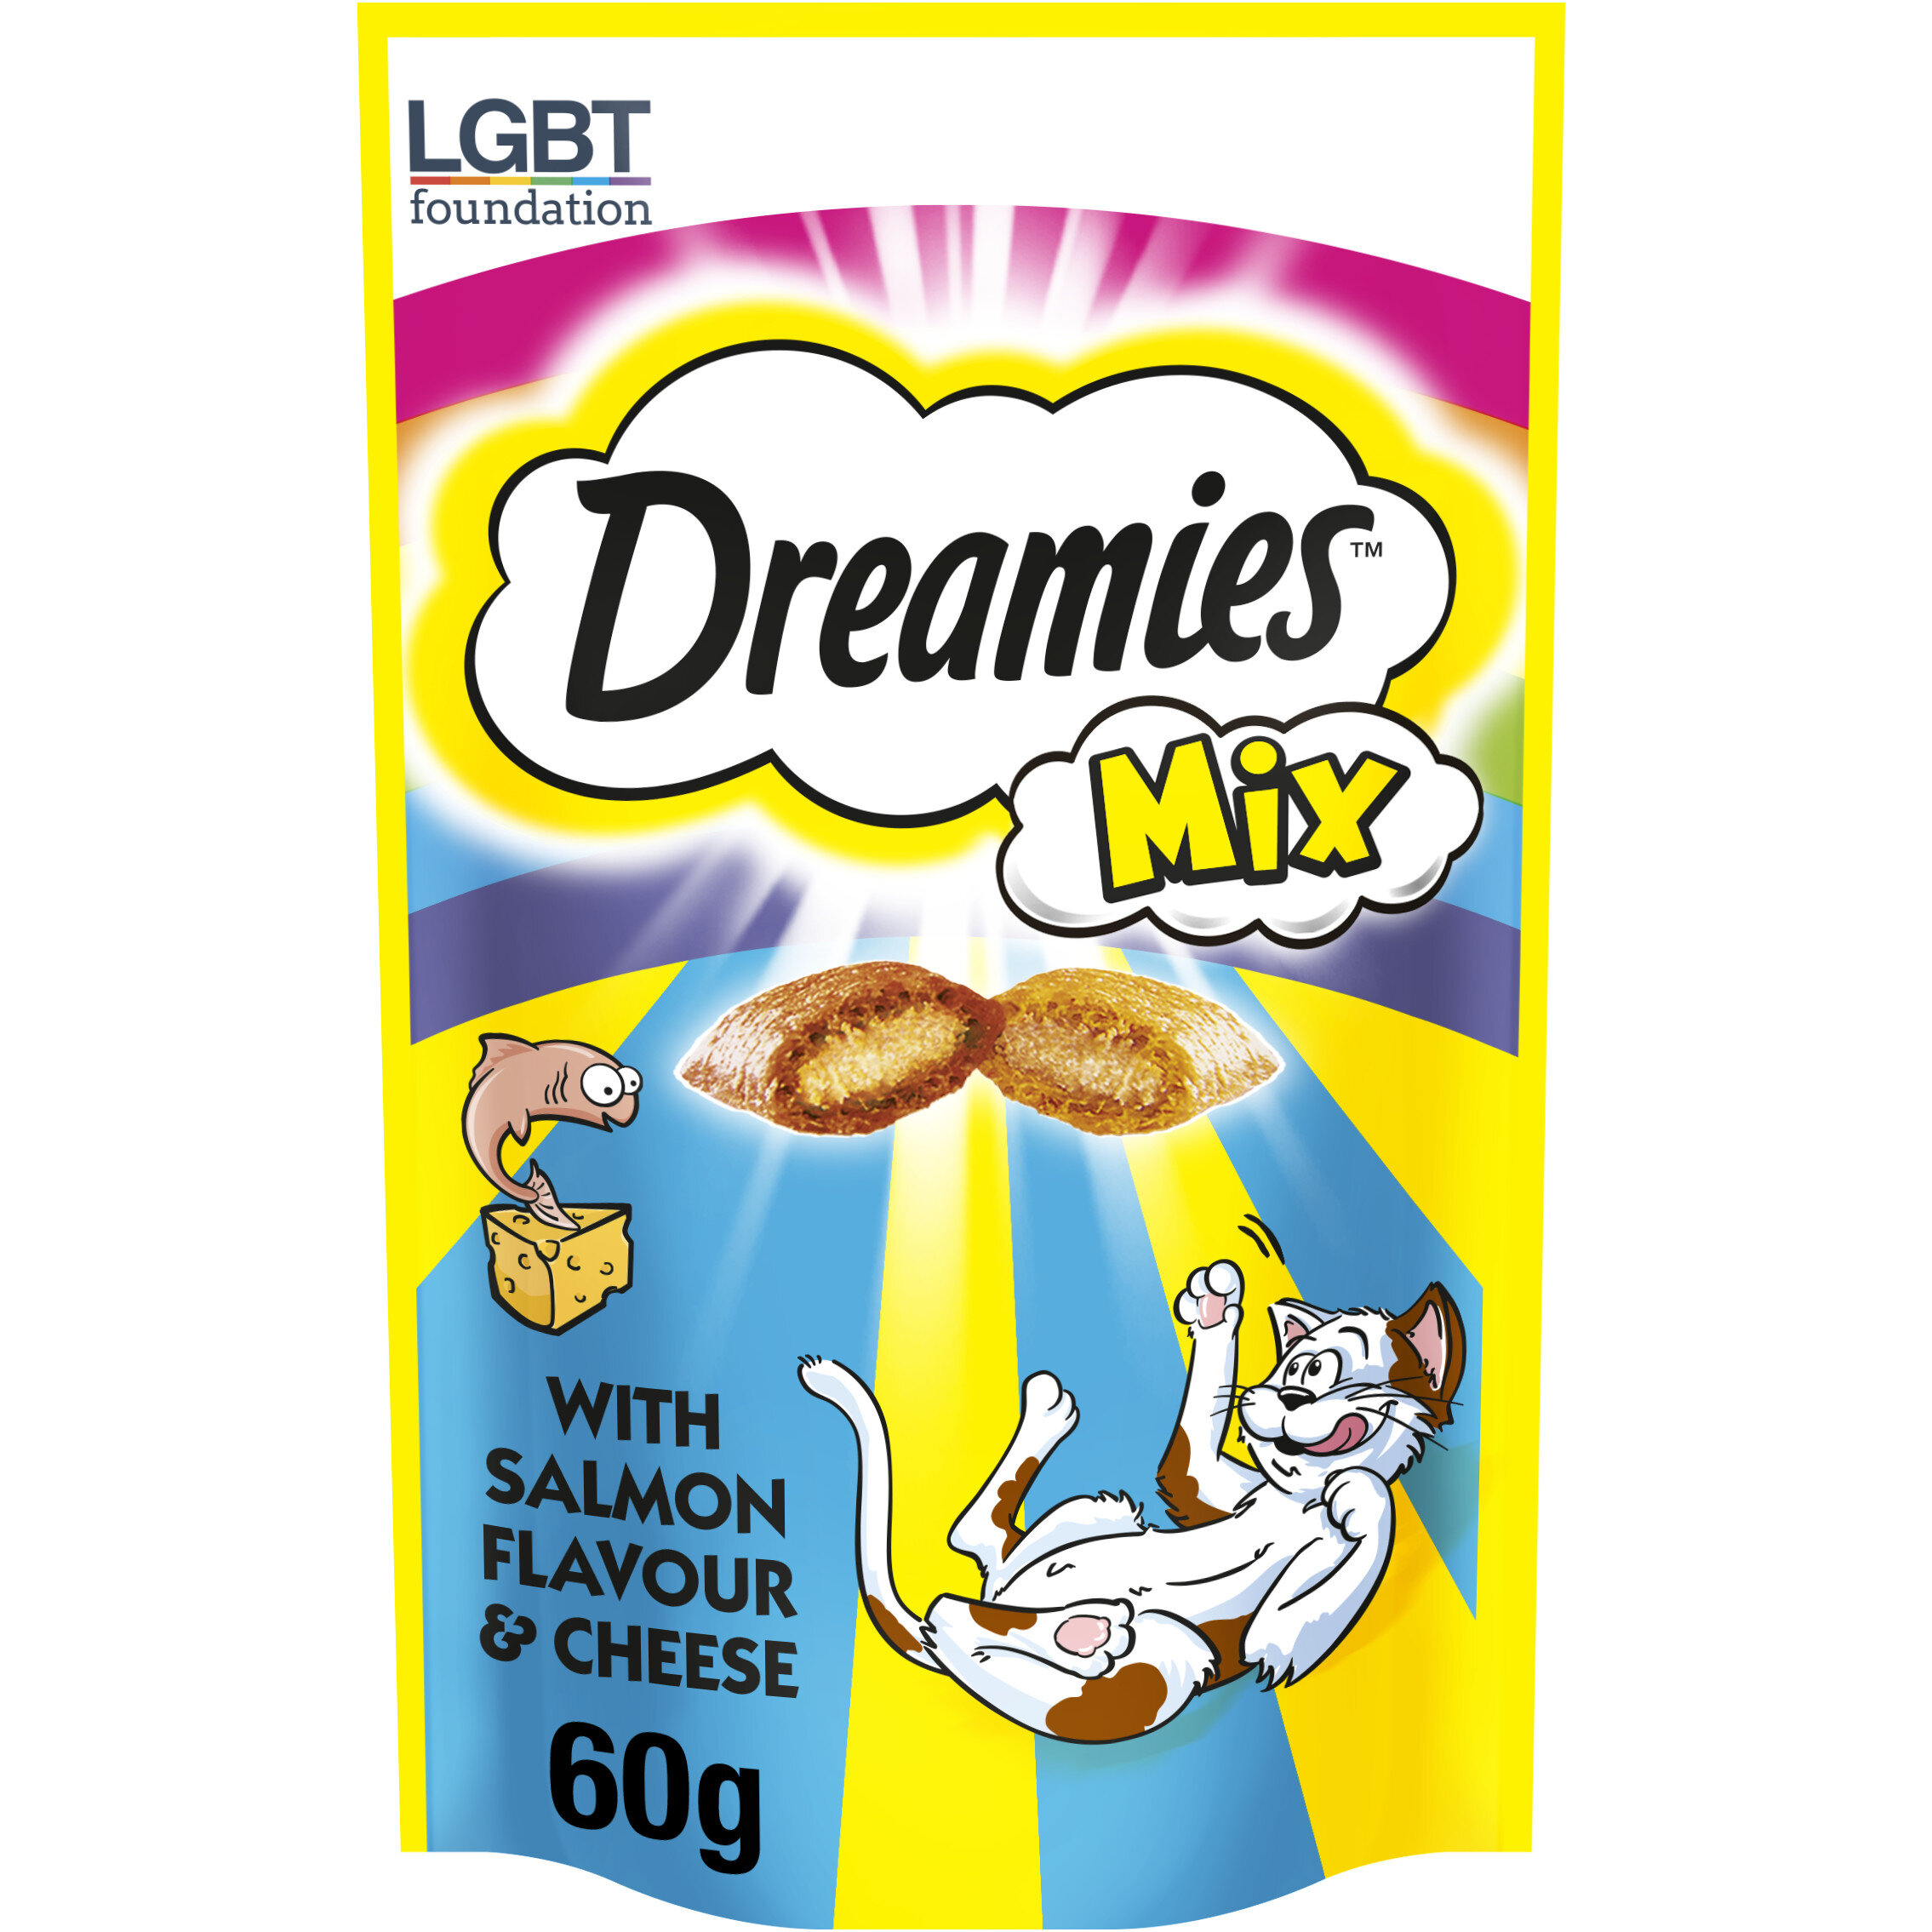 LGBT
foundation
Dreamies™
Mix
WITH
SALMON
FLAVOUR
& CHEESE
60g